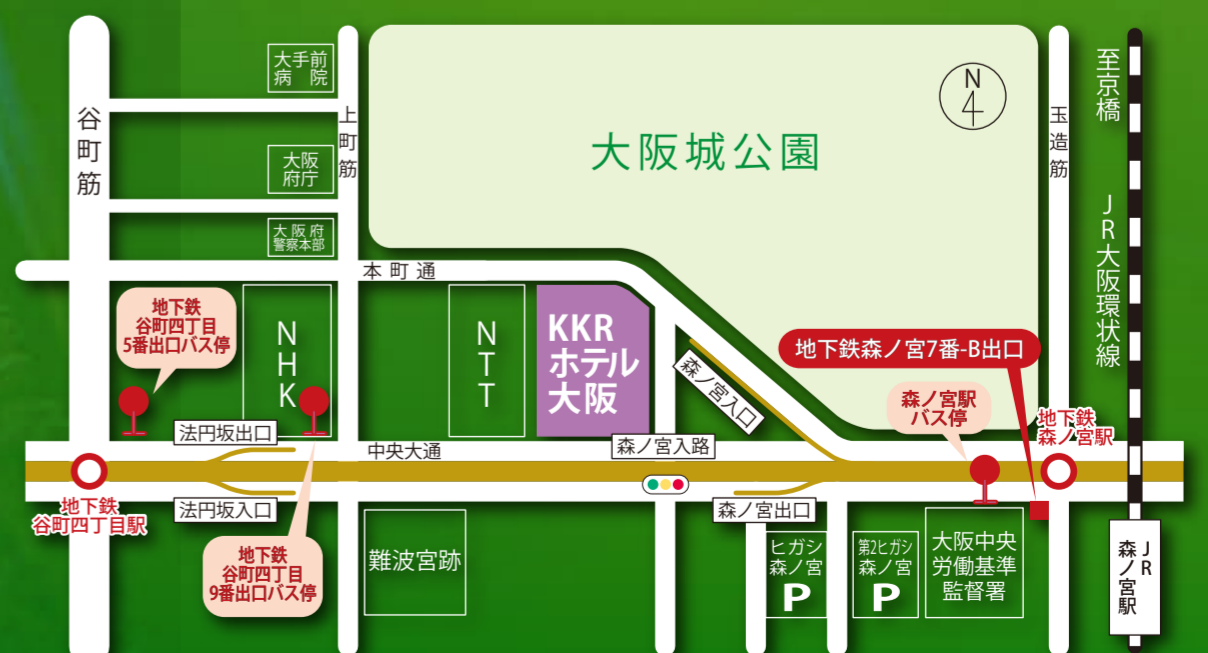 大手前
病　院
谷町筋
上町筋
大阪
府庁
大阪府
警察本部
大阪城公園
N
玉造筋
至京橋
JR大阪環状線
本町通
地下鉄
谷町四丁目
5番出口バス停
NHK
NTT
KKR
ホテル
大阪
森ノ宮入口
地下鉄森ノ宮7番-B出口
森ノ宮駅
バス停
地下鉄
森ノ宮駅
法円坂出口
中央大通
森ノ宮入路
地下鉄
谷町四丁目駅
法円坂入口
森ノ宮出口
地下鉄
谷町四丁目
9番出口バス停
難波宮跡
ヒガシ
森ノ宮
P
第2ヒガシ
森ノ宮
P
大阪中央
労働基準
監督署
JR
森ノ宮駅